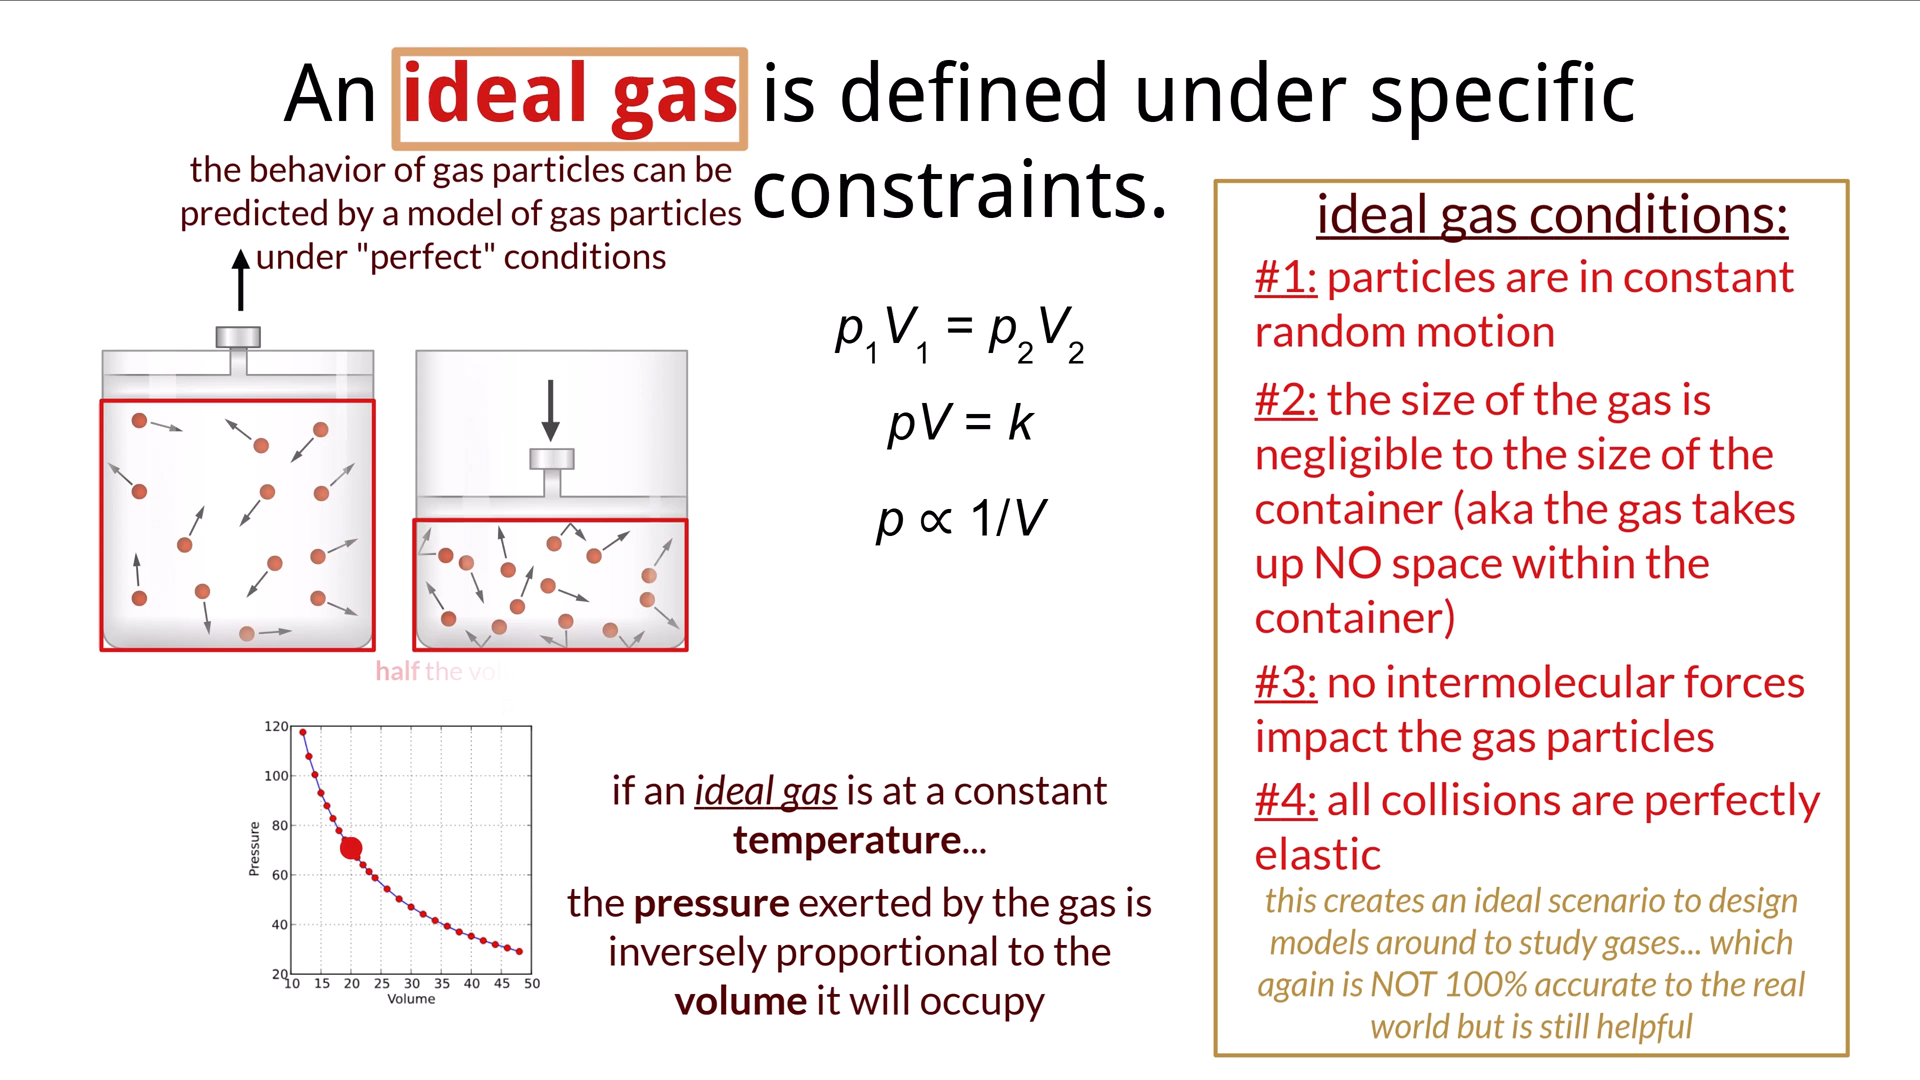 An ideal gas is defined under specific
constraints.
the behavior of gas particles can be
predicted by a model of gas particles
under "perfect" conditions
p₁V₁ = p₂V₂
pV = k
p ∝ 1/V
half the vol
120
100
80
60
40
20
Pressure
10 15 20 25 30 35 40 45 50
Volume
if an ideal gas is at a constant
temperature...
the pressure exerted by the gas is
inversely proportional to the
volume it will occupy
ideal gas conditions:
#1: particles are in constant
random motion
#2: the size of the gas is
negligible to the size of the
container (aka the gas takes
up NO space within the
container)
#3: no intermolecular forces
impact the gas particles
#4: all collisions are perfectly
elastic
this creates an ideal scenario to design
models around to study gases... which
again is NOT 100% accurate to the real
world but is still helpful